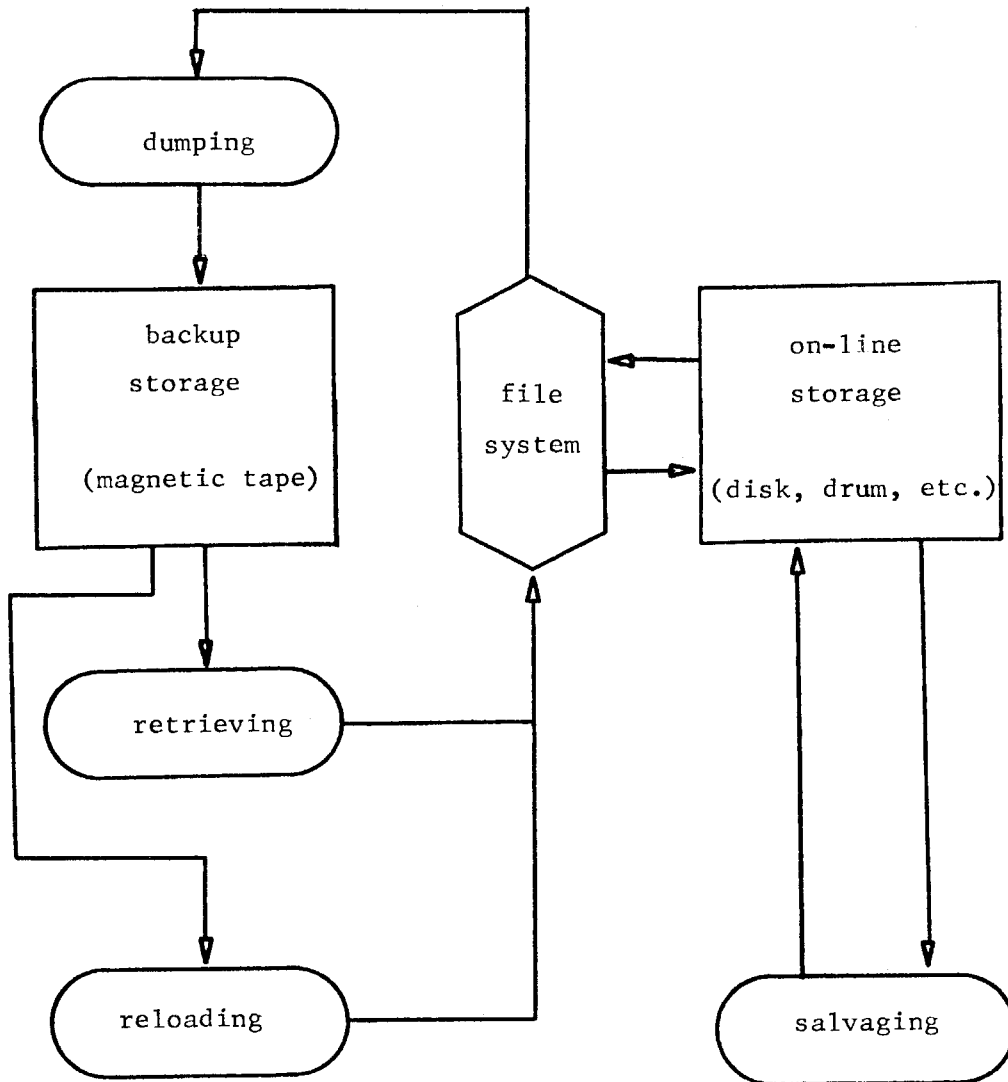 dumping
backup
storage
(magnetic tape)
file
system
on-line
storage
(disk, drum, etc.)
retrieving
reloading
salvaging